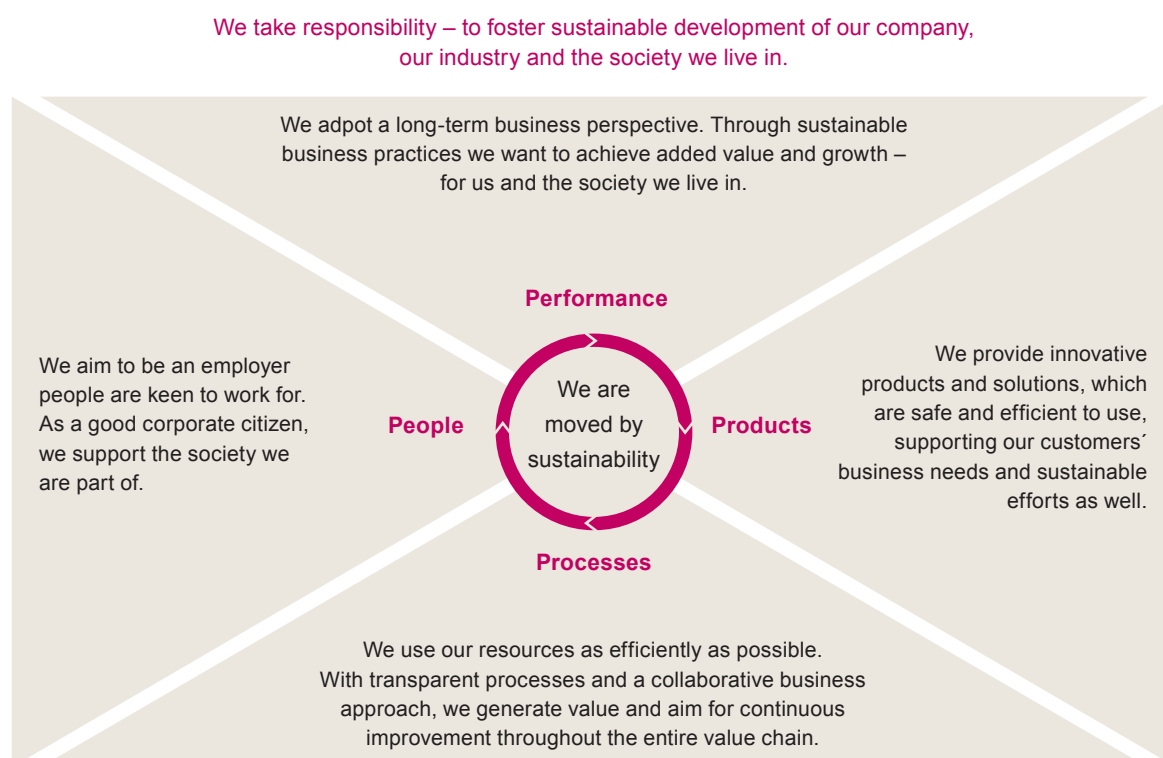 We take responsibility – to foster sustainable development of our company,
our industry and the society we live in.
We adpot a long-term business perspective. Through sustainable
business practices we want to achieve added value and growth –
for us and the society we live in.
Performance
We aim to be an employer
people are keen to work for.
As a good corporate citizen,
we support the society we
are part of.
People
We are
moved by
sustainability
Products
We provide innovative
products and solutions, which
are safe and efficient to use,
supporting our customers´
business needs and sustainable
efforts as well.
Processes
We use our resources as efficiently as possible.
With transparent processes and a collaborative business
approach, we generate value and aim for continuous
improvement throughout the entire value chain.